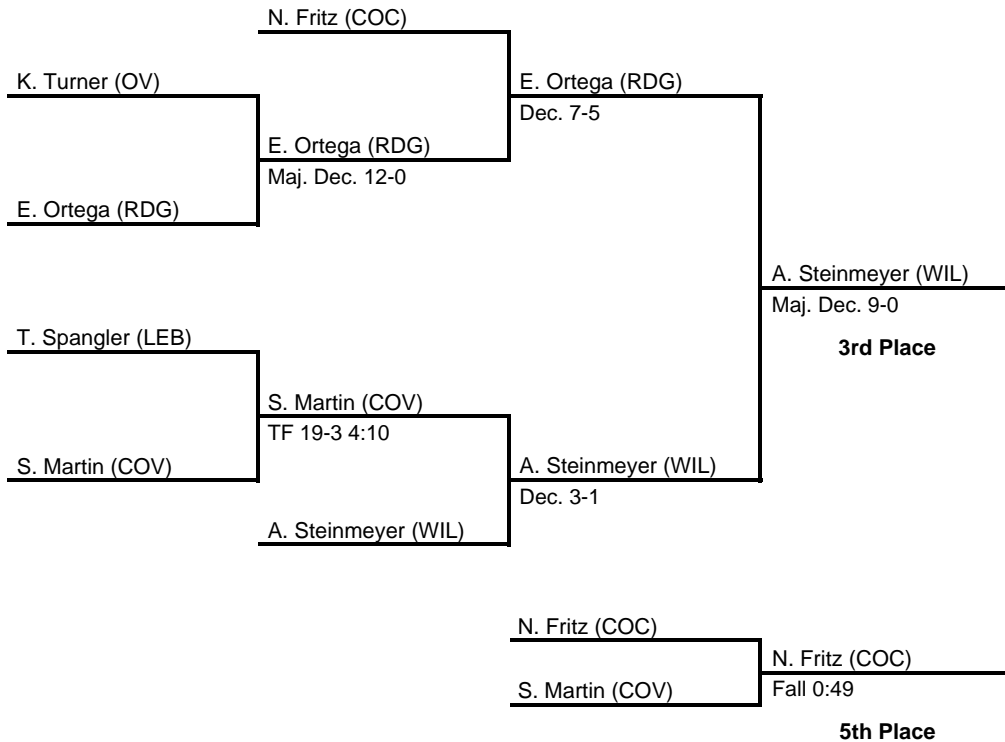 N. Fritz (COC)
K. Turner (OV)
E. Ortega (RDG)
Dec. 7-5
E. Ortega (RDG)
Maj. Dec. 12-0
E. Ortega (RDG)
A. Steinmeyer (WIL)
Maj. Dec. 9-0
3rd Place
T. Spangler (LEB)
S. Martin (COV)
TF 19-3 4:10
S. Martin (COV)
A. Steinmeyer (WIL)
Dec. 3-1
A. Steinmeyer (WIL)
N. Fritz (COC)
N. Fritz (COC)
Fall 0:49
S. Martin (COV)
5th Place